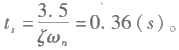 t_s = 3.5/ζω_n = 0.36(s)。